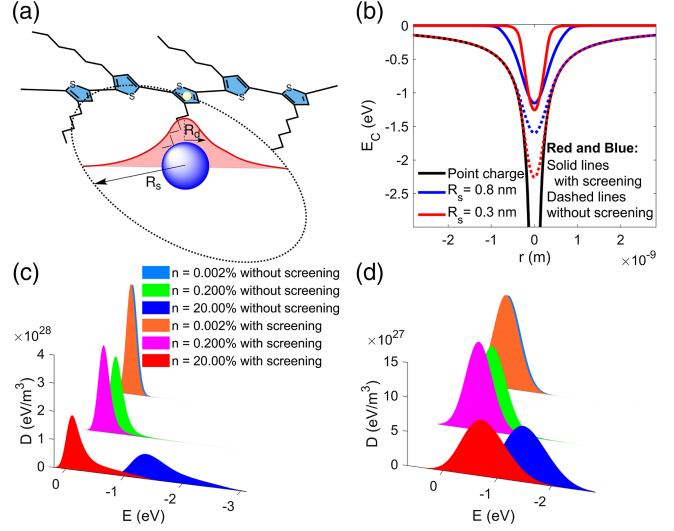 (a)
S
S
S
S
S
R_d
R_s
(b)
0
-0.5
-1
-1.5
-2
-2.5
E_C (eV)
Point charge
R_s = 0.8 nm
R_s = 0.3 nm
Red and Blue:
Solid lines
with screening
Dashed lines
without screening
-2
-1
0
1
2
r (m)
×10^-9
(c)
n = 0.002% without screening
n = 0.200% without screening
20.00% without screening
n = 0.002% with screening
n = 0.200% with screening
n = 20.00% with screening
×10^28
4
3
2
1
0
D (eV/m^3)
0
-1
-2
-3
E (eV)
(d)
×10^27
15
10
5
0
D (eV/m^3)
0
-1
-2
E (eV)